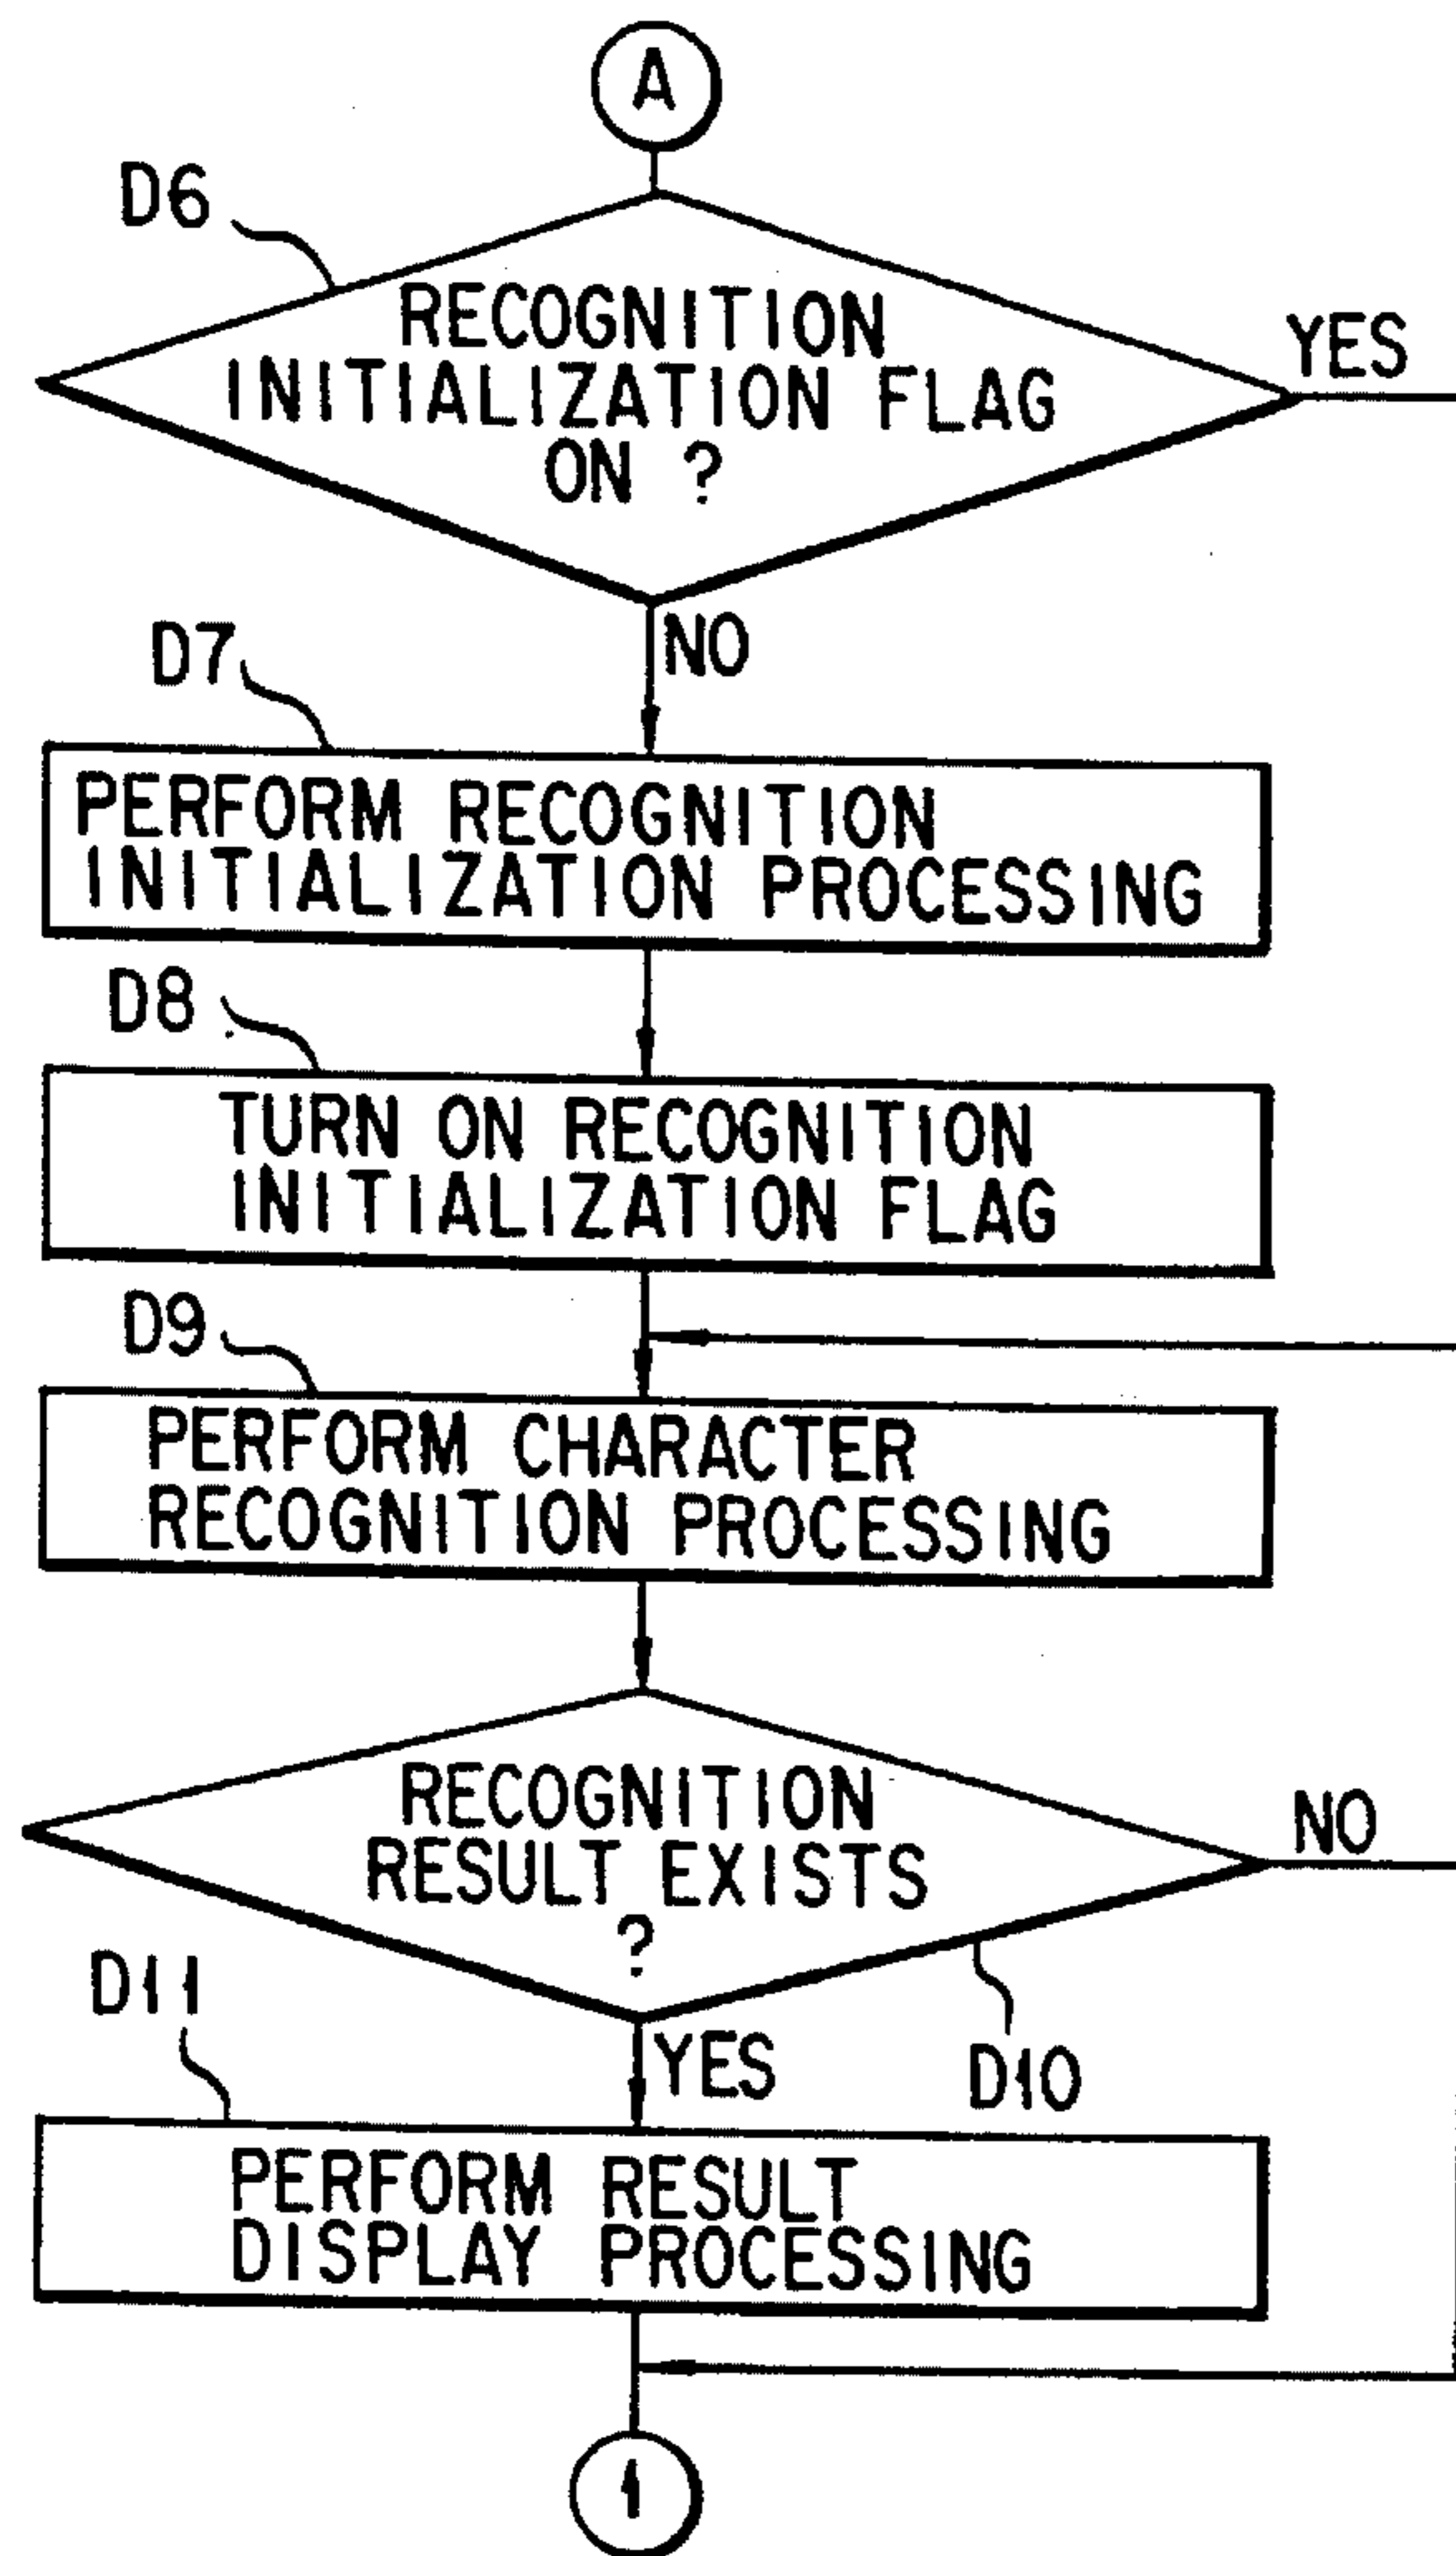 A
D6
RECOGNITION
INITIALIZATION FLAG
ON ?
YES
NO
D7
PERFORM RECOGNITION
INITIALIZATION PROCESSING
D8
TURN ON RECOGNITION
INITIALIZATION FLAG
D9
PERFORM CHARACTER
RECOGNITION PROCESSING
RECOGNITION
RESULT EXISTS
?
NO
D10
YES
D11
PERFORM RESULT
DISPLAY PROCESSING
1